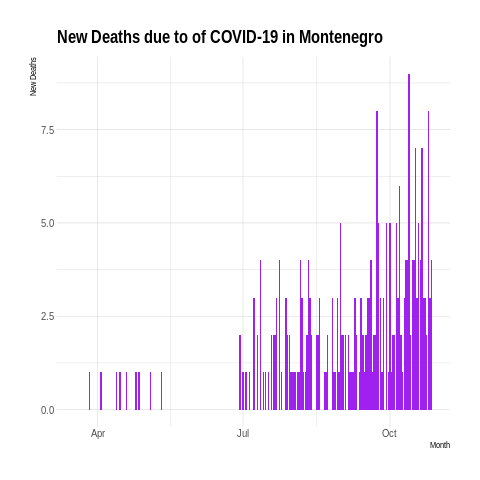 New Deaths due to of COVID-19 in Montenegro
New Deaths
7.5
5.0
2.5
0.0
Apr
Jul
Oct
Month